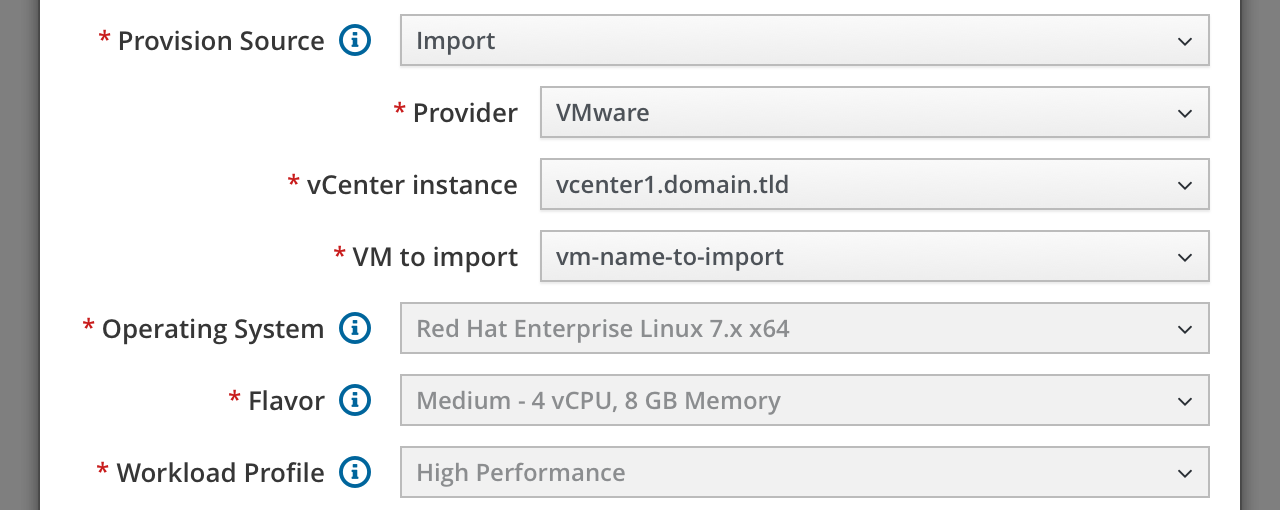 * Provision Source Import
* Provider VMware
* vCenter instance vcenter1.domain.tld
* VM to import vm-name-to-import
* Operating System Red Hat Enterprise Linux 7.x x64
* Flavor Medium - 4 vCPU, 8 GB Memory
* Workload Profile High Performance